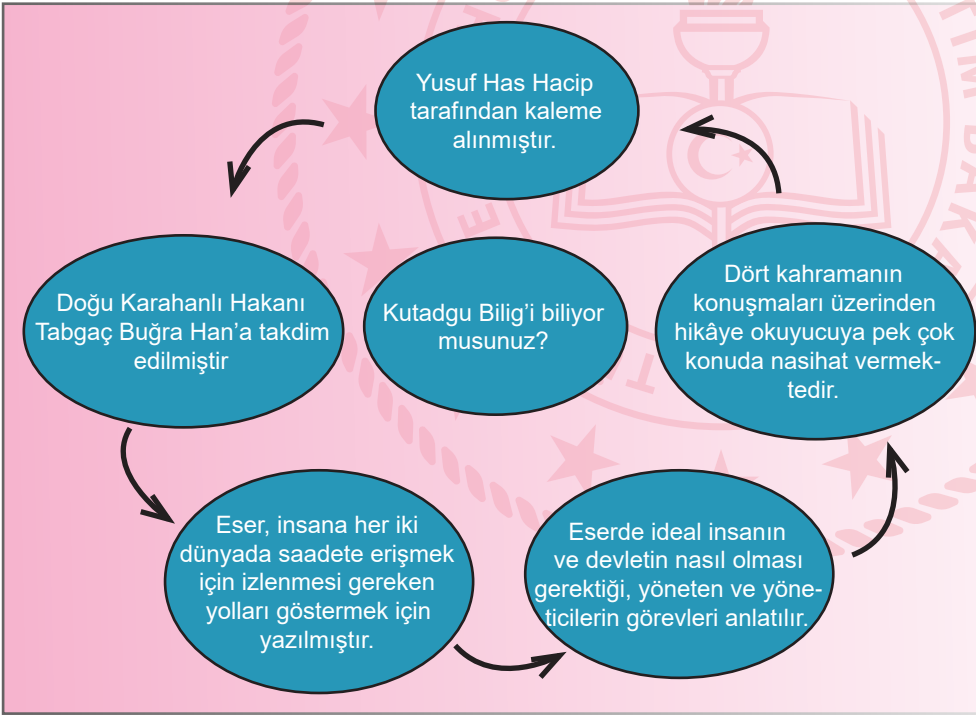 Yusuf Has Hacip
tarafından kaleme
alınmıştır.
Doğu Karahanlı Hakanı
Tabgaç Buğra Han’a takdim
edilmiştir
Kutadgu Bilig’i biliyor
musunuz?
Dört kahramanın
konuşmaları üzerinden
hikâye okuyucuya pek çok
konuda nasihat vermek-
tedir.
Eser, insana her iki
dünyada saadete erişmek
için izlenmesi gereken
yolları göstermek için
yazılmıştır.
Eserde ideal insanın
ve devletin nasıl olması
gerektiği, yöneten ve yöne-
ticilerin görevleri anlatılır.